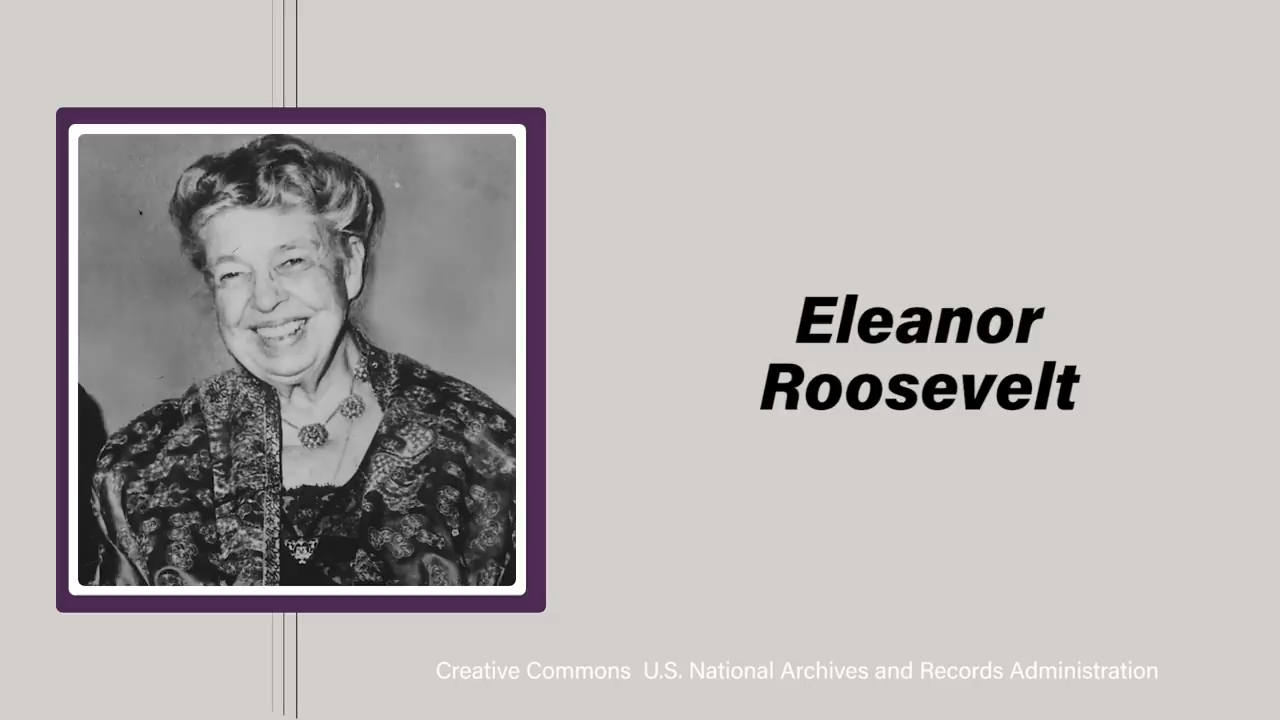 Eleanor
Roosevelt
Creative Commons  U.S. National Archives and Records Administration